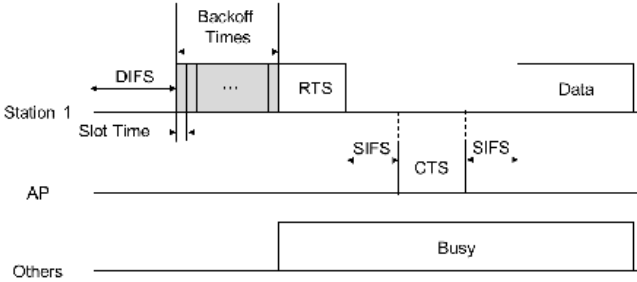 Backoff
Times
DIFS
...
RTS
Data
Station 1
Slot Time
SIFS
SIFS
CTS
AP
Busy
Others